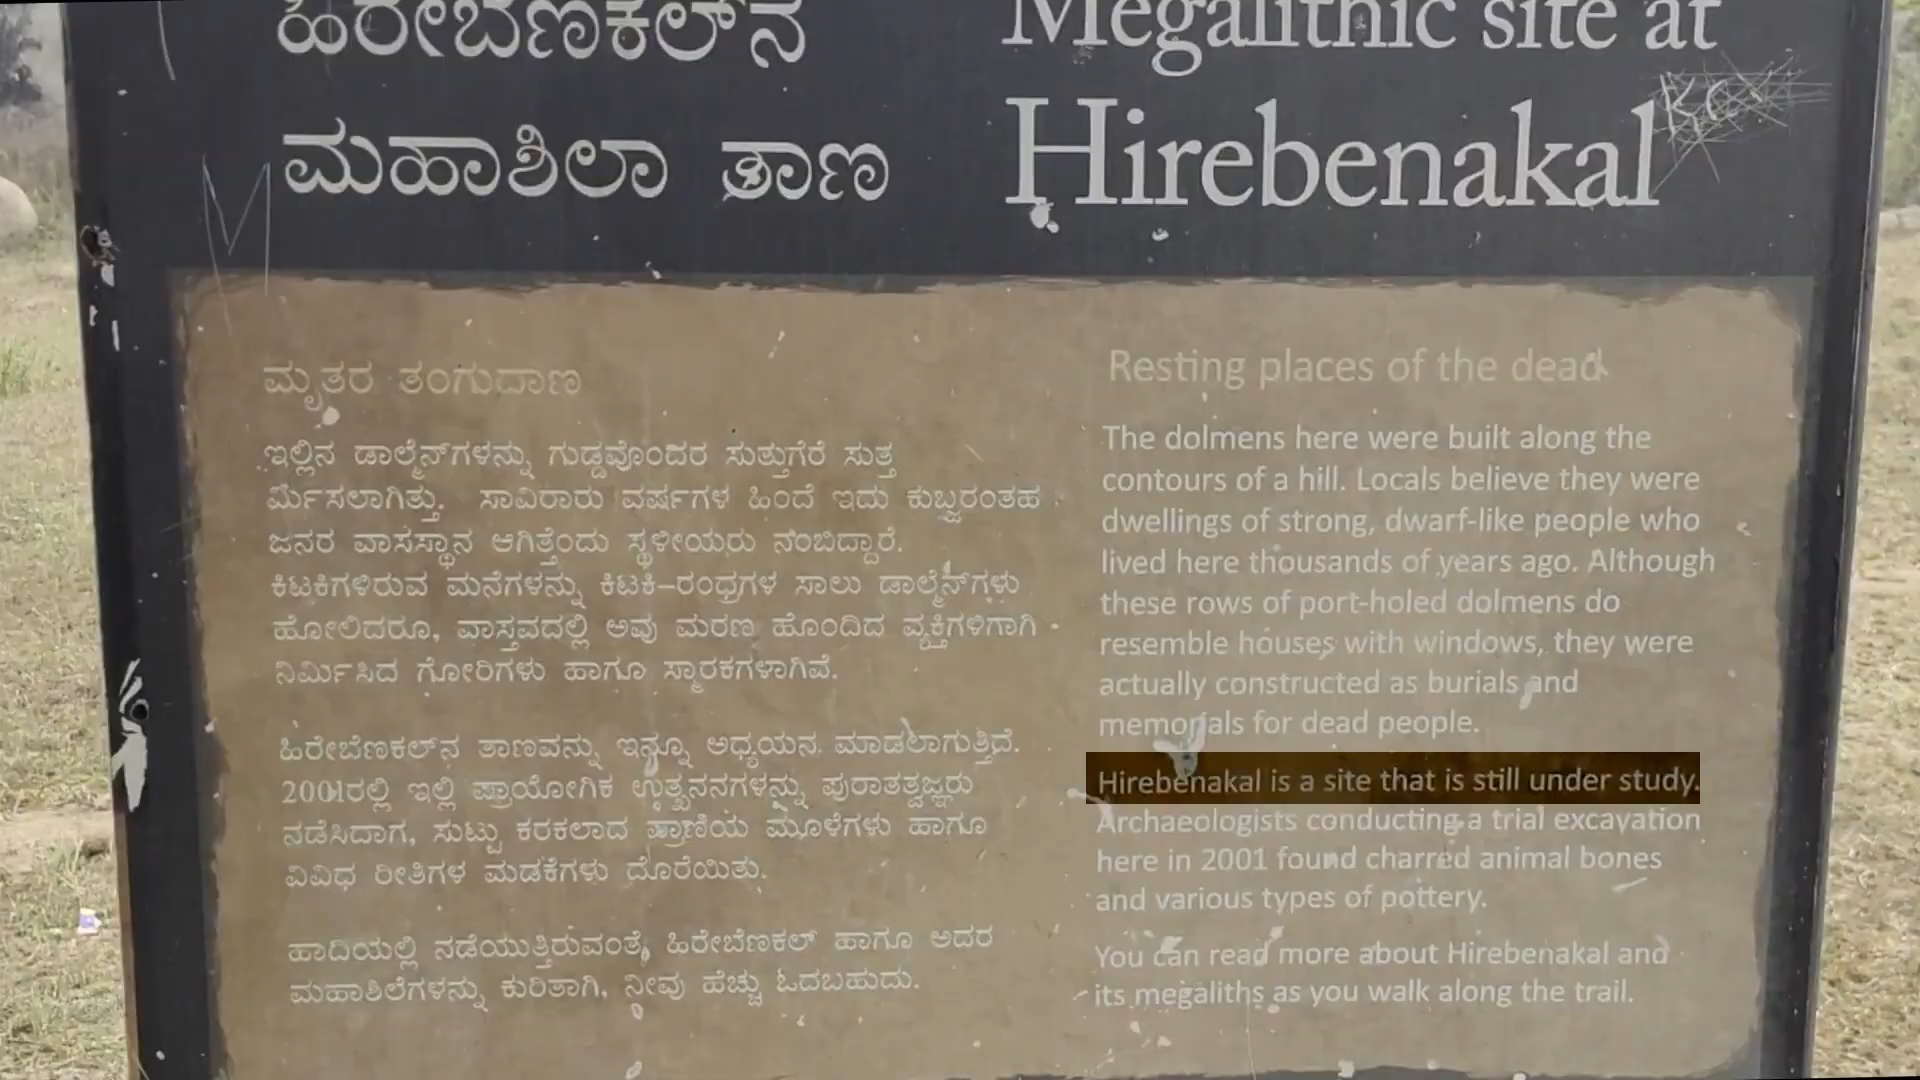 ಹಿರೇಬೆಣಕಲ್‌ನ
ಮಹಾಶಿಲಾ ತಾಣ
ಮೃತರ ತಂಗುದಾಣ
ಇಲ್ಲಿನ ಡಾಲ್ಮೆನ್‌ಗಳನ್ನು ಗುಡ್ಡವೊಂದರ ಸುತ್ತುಗೆರೆ ಸುತ್ತ
ರ್ಮಿಸಲಾಗಿತ್ತು. ಸಾವಿರಾರು ವರ್ಷಗಳ ಹಿಂದೆ ಇದು ಕುಬ್ಜರಂತಹ
ಜನರ ವಾಸಸ್ಥಾನ ಆಗಿತ್ತೆಂದು ಸ್ಥಳೀಯರು ನಂಬಿದ್ದಾರೆ.
ಕಿಟಕಿಗಳಿರುವ ಮನೆಗಳನ್ನು ಕಿಟಕಿ–ರಂಧ್ರಗಳ ಸಾಲು ಡಾಲ್ಮೆನ್‌ಗಳು
ಹೋಲಿದರೂ, ವಾಸ್ತವದಲ್ಲಿ ಅವು ಮರಣ ಹೊಂದಿದ ವ್ಯಕ್ತಿಗಳಿಗಾಗಿ
ನಿರ್ಮಿಸಿದ ಗೋರಿಗಳು ಹಾಗೂ ಸ್ಮಾರಕಗಳಾಗಿವೆ.
ಹಿರೇಬೆಣಕಲ್‌ನ ತಾಣವನ್ನು ಇನ್ನೂ ಅಧ್ಯಯನ ಮಾಡಲಾಗುತ್ತಿದೆ.
2001ರಲ್ಲಿ ಇಲ್ಲಿ ಪ್ರಾಯೋಗಿಕ ಉತ್ಖನನಗಳನ್ನು ಪುರಾತತ್ವಜ್ಞರು
ನಡೆಸಿದಾಗ, ಸುಟ್ಟು ಕರಕಲಾದ ಪ್ರಾಣಿಯ ಮೂಳೆಗಳು ಹಾಗೂ
ವಿವಿಧ ರೀತಿಗಳ ಮಡಕೆಗಳು ದೊರೆಯಿತು.
ಹಾದಿಯಲ್ಲಿ ನಡೆಯುತ್ತಿರುವಂತೆ, ಹಿರೇಬೆಣಕಲ್ ಹಾಗೂ ಅದರ
ಮಹಾಶಿಲೆಗಳನ್ನು ಕುರಿತಾಗಿ, ನೀವು ಹೆಚ್ಚು ಓದಬಹುದು.
Megalithic site at
Hirebenakal
KC
Resting places of the dead
The dolmens here were built along the
contours of a hill. Locals believe they were
dwellings of strong, dwarf-like people who
lived here thousands of years ago. Although
these rows of port-holed dolmens do
resemble houses with windows, they were
actually constructed as burials and
memorials for dead people.
Hirebenakal is a site that is still under study.
Archaeologists conducting a trial excavation
here in 2001 found charred animal bones
and various types of pottery.
You can read more about Hirebenakal and
its megaliths as you walk along the trail.
M